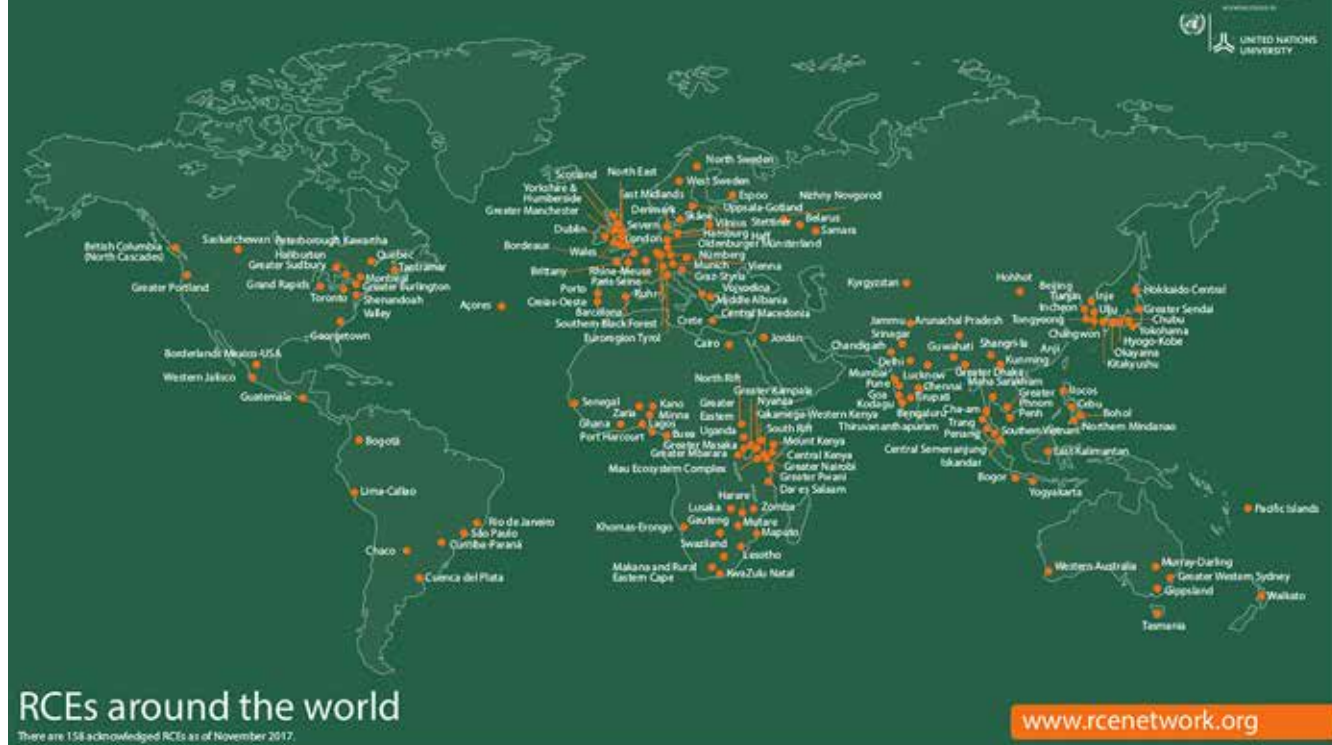 UNITED NATIONS
UNIVERSITY
North Sweden
Scotland
North East
West Sweden
Yorkshire &
Humberside
East Midlands
Espoo
Nizhny Novgorod
Greater Manchester
Denmark
Uppsala-Gotland
Skåne
Belarus
Dublin
Severn
Vilnius
Samara
London
Hamburg
Bordeaux
Wales
Oldenburger Münsterland
Nürnberg
Brittany
Rhine-Meuse
Munich
Vienna
Paris Seine
Graz-Styria
Porto
Ruhr
Vojvodica
Açores
Creias-Oeste
Middle Albania
Barcelona
Central Macedonia
Southern Black Forest
Crete
Euroregion Tyrol
Cairo
Jordan
British Columbia
(North Cascades)
Saskatchewan
Peterborough Kawartha
Haliburton
Quebec
Greater Sudbury
Tantramar
Montreal
Greater Portland
Grand Rapids
Greater Burlington
Toronto
Shenandoah
Valley
Georgetown
Borderlands Mexico-USA
Western Jalisco
Guatemala
Bogotá
Lima-Callao
Rio de Janeiro
São Paulo
Curitiba-Paraná
Chaco
Cuenca del Plata
Senegal
Kano
Zaria
Minna
Ghana
Lagos
Port Harcourt
Buea
North Rift
Greater Kampala
Greater
Eastern
Uganda
Nyanza
Kakamega-Western Kenya
South Rift
Greater Masaka
Mount Kenya
Greater Mbarara
Central Kenya
Mau Ecosystem Complex
Greater Nairobi
Greater Pwani
Dar es Salaam
Harare
Lusaka
Zomba
Khomas-Erongo
Gauteng
Mutare
Maputo
Swaziland
Lesotho
Makana and Rural
Eastern Cape
KwaZulu Natal
Kyrgyzstan
Hohhot
Beijing
Tianjin
Inje
Hokkaido Central
Incheon
Ulju
Greater Sendai
Tongyeong
Chubu
Changwon
Yokohama
Hyogo-Kobe
Okayama
Kitakyushu
Anji
Jammu
Arunachal Pradesh
Srinagar
Chandigarh
Guwahati
Shangri-la
Kunming
Delhi
Mumbai
Lucknow
Greater Dhaka
Pune
Chennai
Maha Sarakham
Goa
Tirupati
Greater
Phnom
Penh
Kodagu
Bengaluru
Cha-am
Thiruvananthapuram
Trang
Penang
Southern Vietnam
Central Semenanjung
Iskandar
Ilocos
Cebu
Bohol
Northern Mindanao
East Kalimantan
Bogor
Yogyakarta
Pacific Islands
Western Australia
Murray-Darling
Greater Western Sydney
Gippsland
Waikato
Tasmania
RCEs around the world
There are 158 acknowledged RCEs as of November 2017.
www.rcenetwork.org